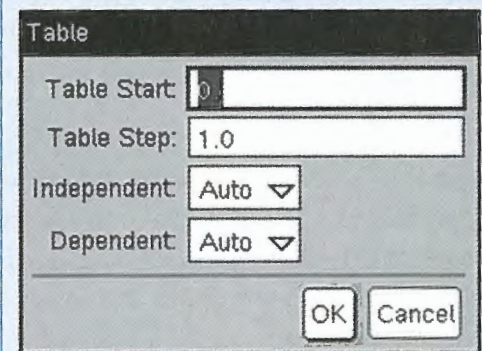 Table
Table Start: 0
Table Step: 1.0
Independent: Auto
Dependent: Auto
OK Cancel